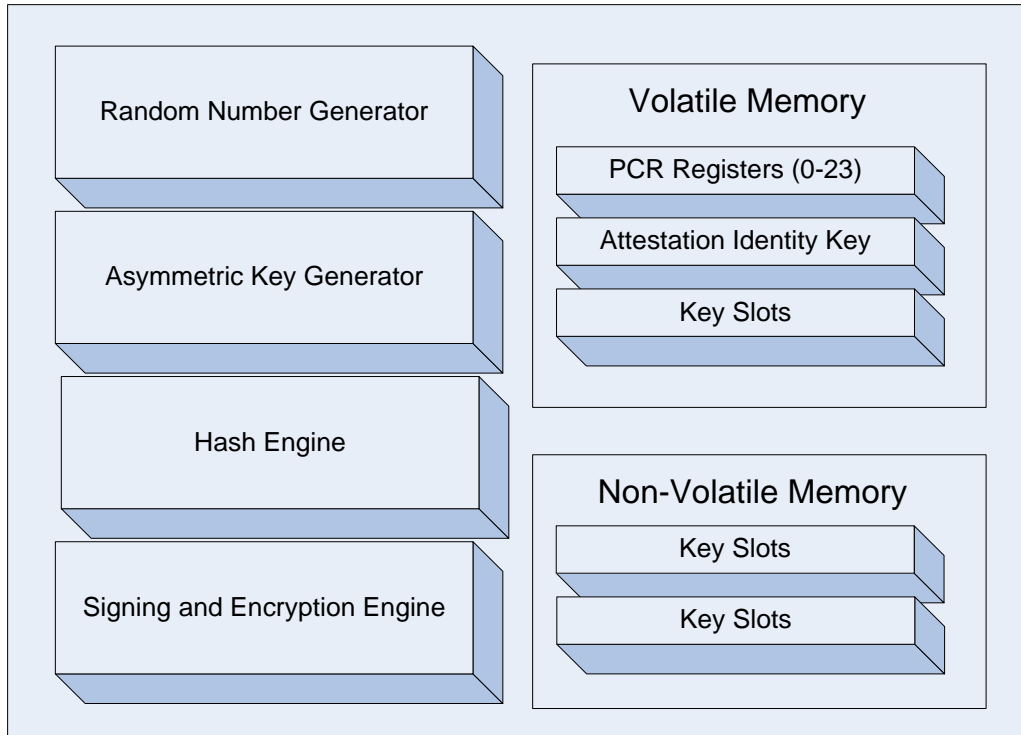 Random Number Generator
Asymmetric Key Generator
Hash Engine
Signing and Encryption Engine
Volatile Memory
PCR Registers (0-23)
Attestation Identity Key
Key Slots
Non-Volatile Memory
Key Slots
Key Slots